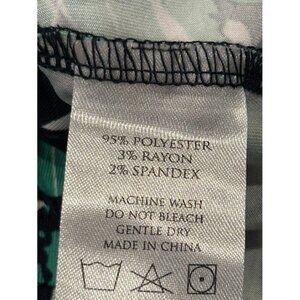 95% POLYESTER
3% RAYON
2% SPANDEX
MACHINE WASH
DO NOT BLEACH
GENTLE DRY
MADE IN CHINA